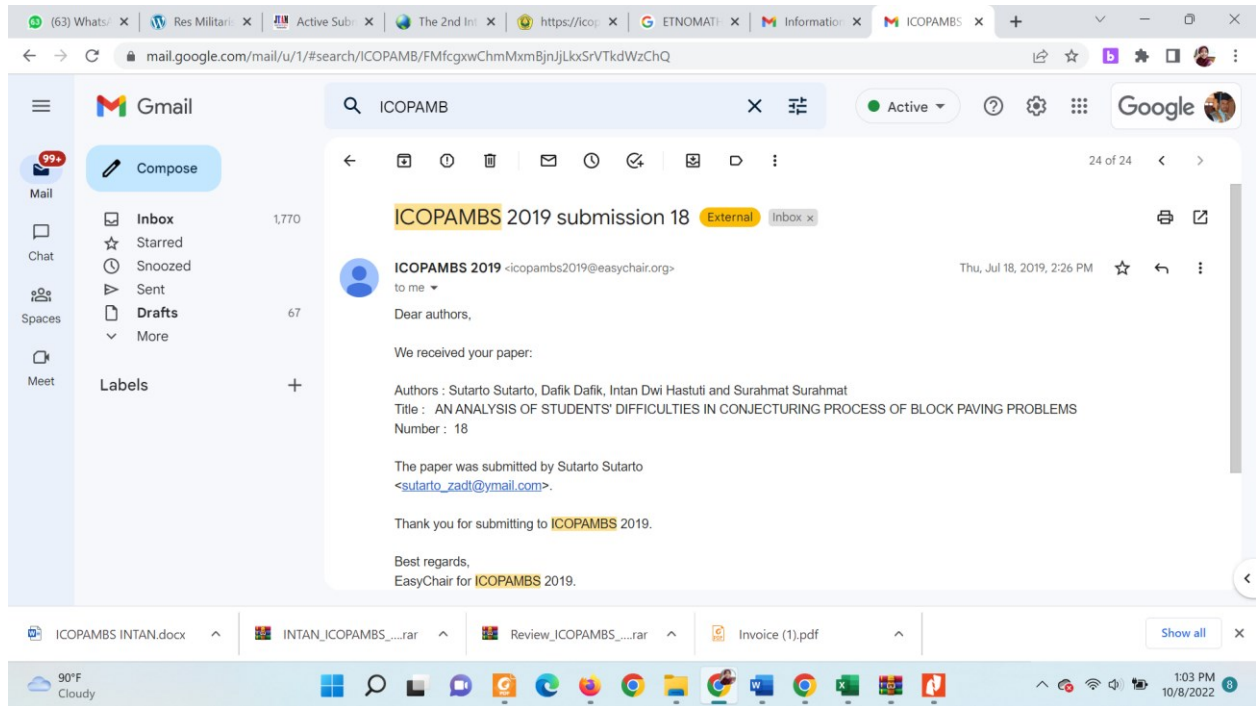 (63) Whats
Res Militaris
Active Subm
The 2nd Int
https://icop
ETNOMATH
Information
ICOPAMBS
mail.google.com/mail/u/1/#search/ICOPAMB/FMfcgxwChmMxmBjnJjLkxSrVTkdWzChQ
Gmail
ICOPAMB
Active
Google
99+
Mail
Chat
Spaces
Meet
Compose
Inbox 1,770
Starred
Snoozed
Sent
Drafts 67
More
Labels
24 of 24
ICOPAMBS 2019 submission 18 External Inbox x
ICOPAMBS 2019 <icopambs2019@easychair.org> Thu, Jul 18, 2019, 2:26 PM
to me
Dear authors,
We received your paper:
Authors : Sutarto Sutarto, Dafik Dafik, Intan Dwi Hastuti and Surahmat Surahmat
Title : AN ANALYSIS OF STUDENTS' DIFFICULTIES IN CONJECTURING PROCESS OF BLOCK PAVING PROBLEMS
Number : 18
The paper was submitted by Sutarto Sutarto
<sutarto_zadt@ymail.com>.
Thank you for submitting to ICOPAMBS 2019.
Best regards,
EasyChair for ICOPAMBS 2019.
ICOPAMBS INTAN.docx
INTAN_ICOPAMBS_....rar
Review_ICOPAMBS_....rar
Invoice (1).pdf
Show all
90°F
Cloudy
1:03 PM
10/8/2022
8